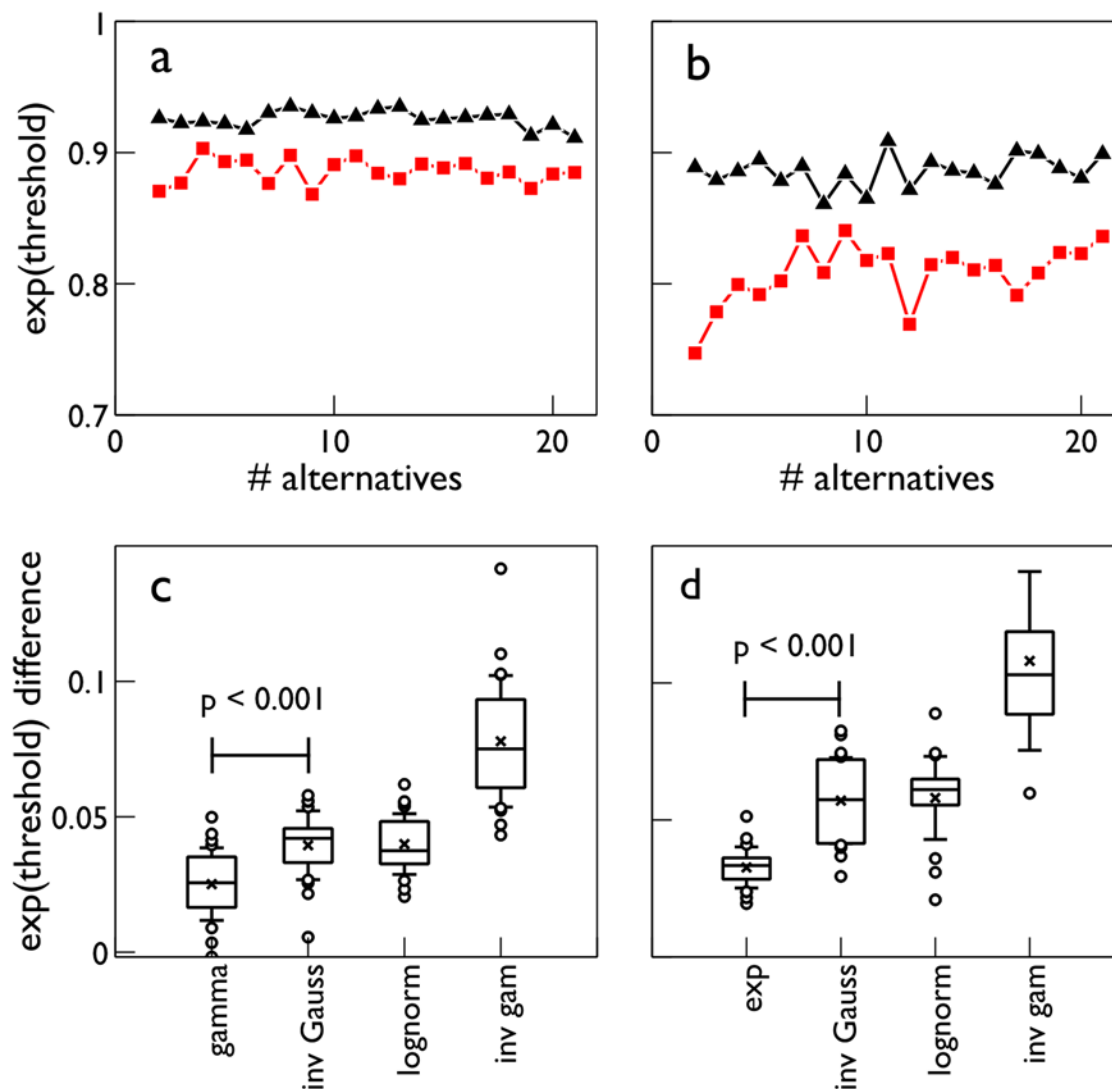 1
a
b
exp(threshold)
0.9
0.8
0.7
0
10
20
# alternatives
0
10
20
# alternatives
c
d
exp(threshold) difference
p < 0.001
p < 0.001
0.1
0.05
0
gamma
inv Gauss
lognorm
inv gam
exp
inv Gauss
lognorm
inv gam